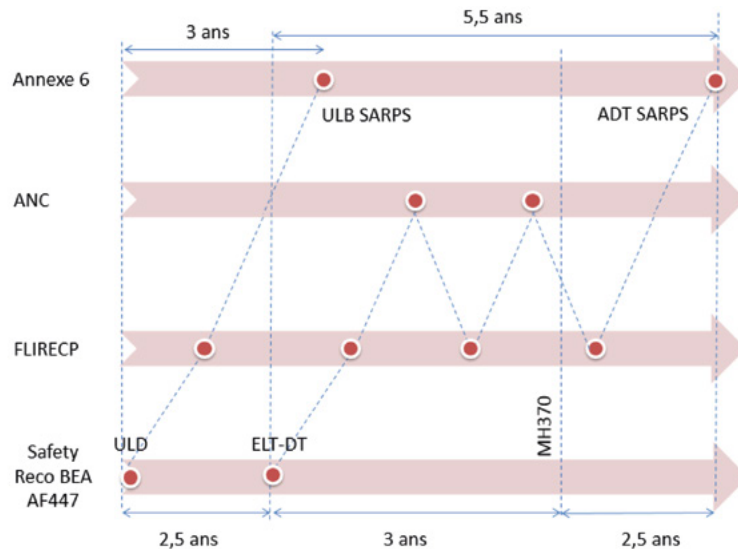 5,5 ans
3 ans
Annexe 6
ULB SARPS
ADT SARPS
ANC
FLIRECP
MH370
ULD
ELT-DT
Safety
Reco BEA
AF447
2,5 ans
3 ans
2,5 ans